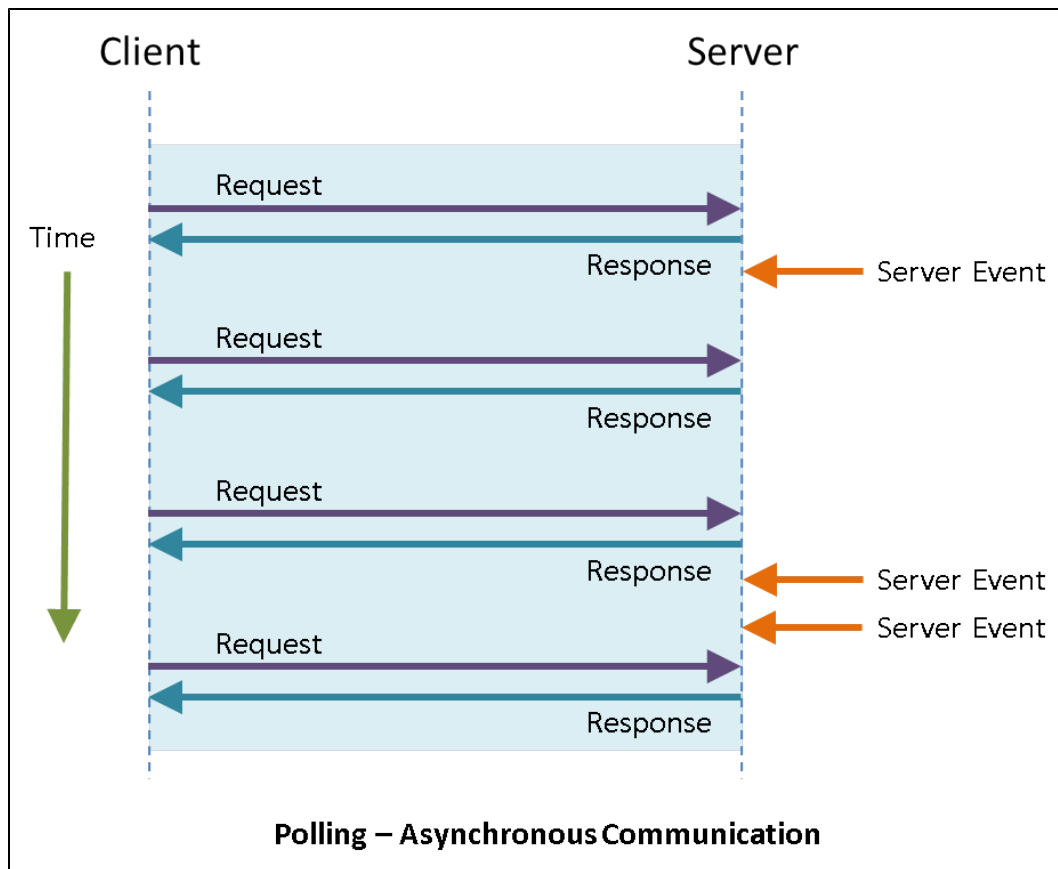 Client
Server
Request
Time
Response
Server Event
Request
Response
Request
Response
Server Event
Server Event
Request
Response
Polling – Asynchronous Communication